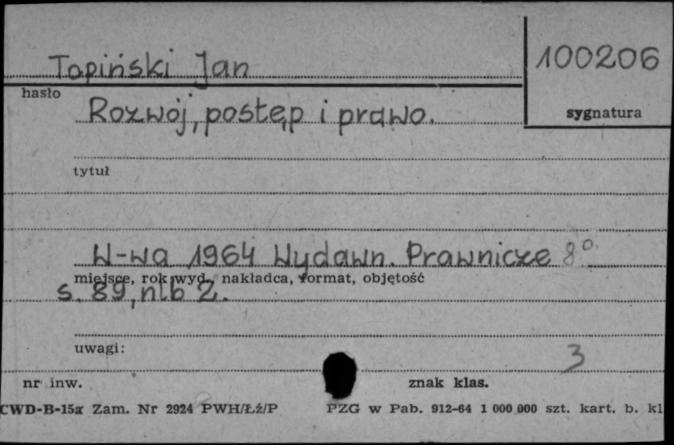 Topiński Jan
100206
hasło
sygnatura
Rozwój, postęp i prawo.
tytuł
W-wa 1964 Wydawn. Prawnicze 8°
miejsce, rok wyd., nakładca, format, objętość
s. 89, nlb 2.
uwagi:
3
nr inw.
znak klas.
CWD-B-15a Zam. Nr 2924 PWH/Łź/P
PZG w Pab. 912-64 1 000 000 szt. kart. b. kl